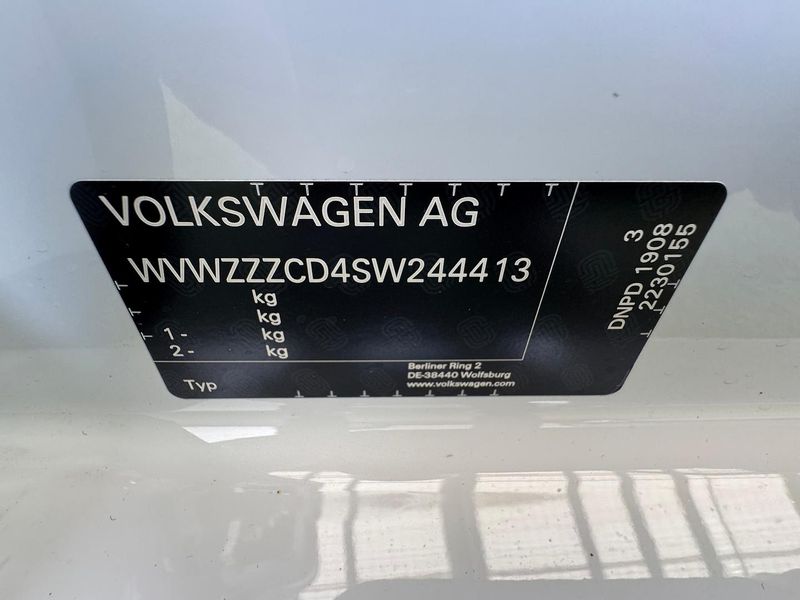 VOLKSWAGEN AG
WVWZZZCD4SW244413
kg
kg
1 - kg
2 - kg
Typ
Berliner Ring 2
DE-38440 Wolfsburg
www.volkswagen.com
3
DNPD 1908
2230155